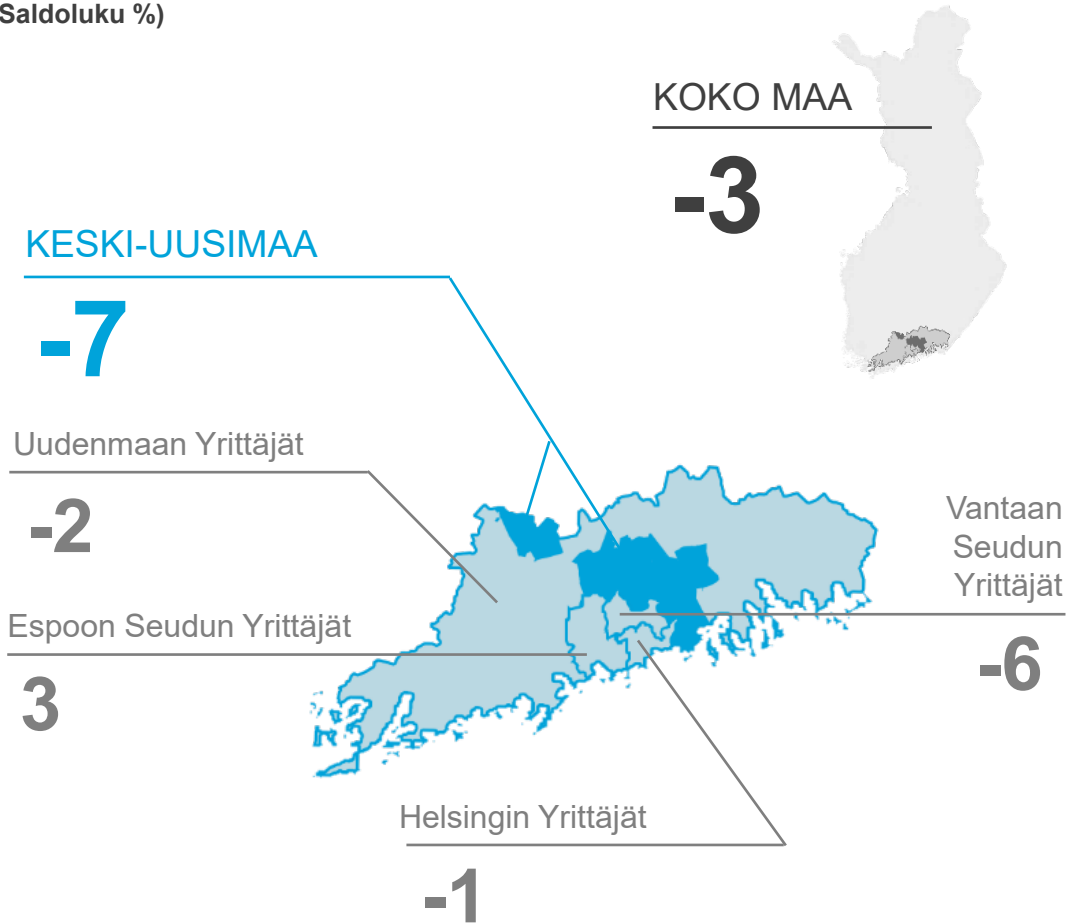 Saldoluku %)
KOKO MAA
-3
KESKI-UUSIMAA
-7
Uudenmaan Yrittäjät
-2
Vantaan
Seudun
Yrittäjät
-6
Espoon Seudun Yrittäjät
3
Helsingin Yrittäjät
-1